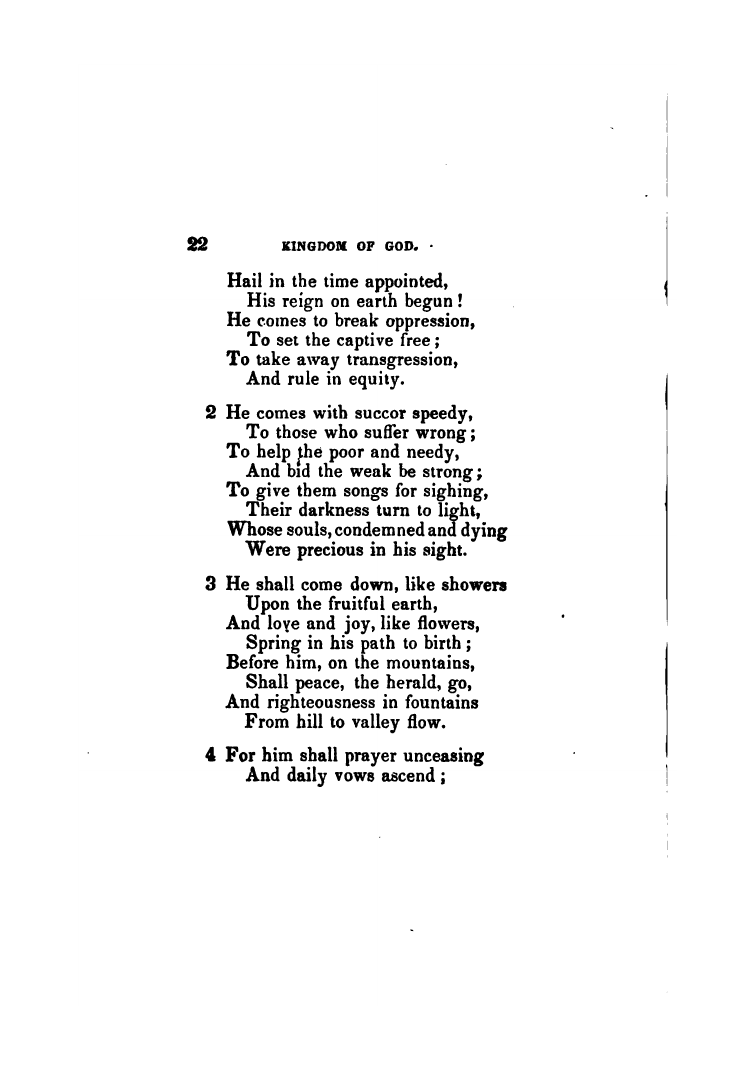 22 KINGDOM OF GOD.
Hail in the time appointed,
His reign on earth begun!
He comes to break oppression,
To set the captive free;
To take away transgression,
And rule in equity.
2 He comes with succor speedy,
To those who suffer wrong;
To help the poor and needy,
And bid the weak be strong;
To give them songs for sighing,
Their darkness turn to light,
Whose souls, condemned and dying
Were precious in his sight.
3 He shall come down, like showers
Upon the fruitful earth,
And love and joy, like flowers,
Spring in his path to birth;
Before him, on the mountains,
Shall peace, the herald, go,
And righteousness in fountains
From hill to valley flow.
4 For him shall prayer unceasing
And daily vows ascend;